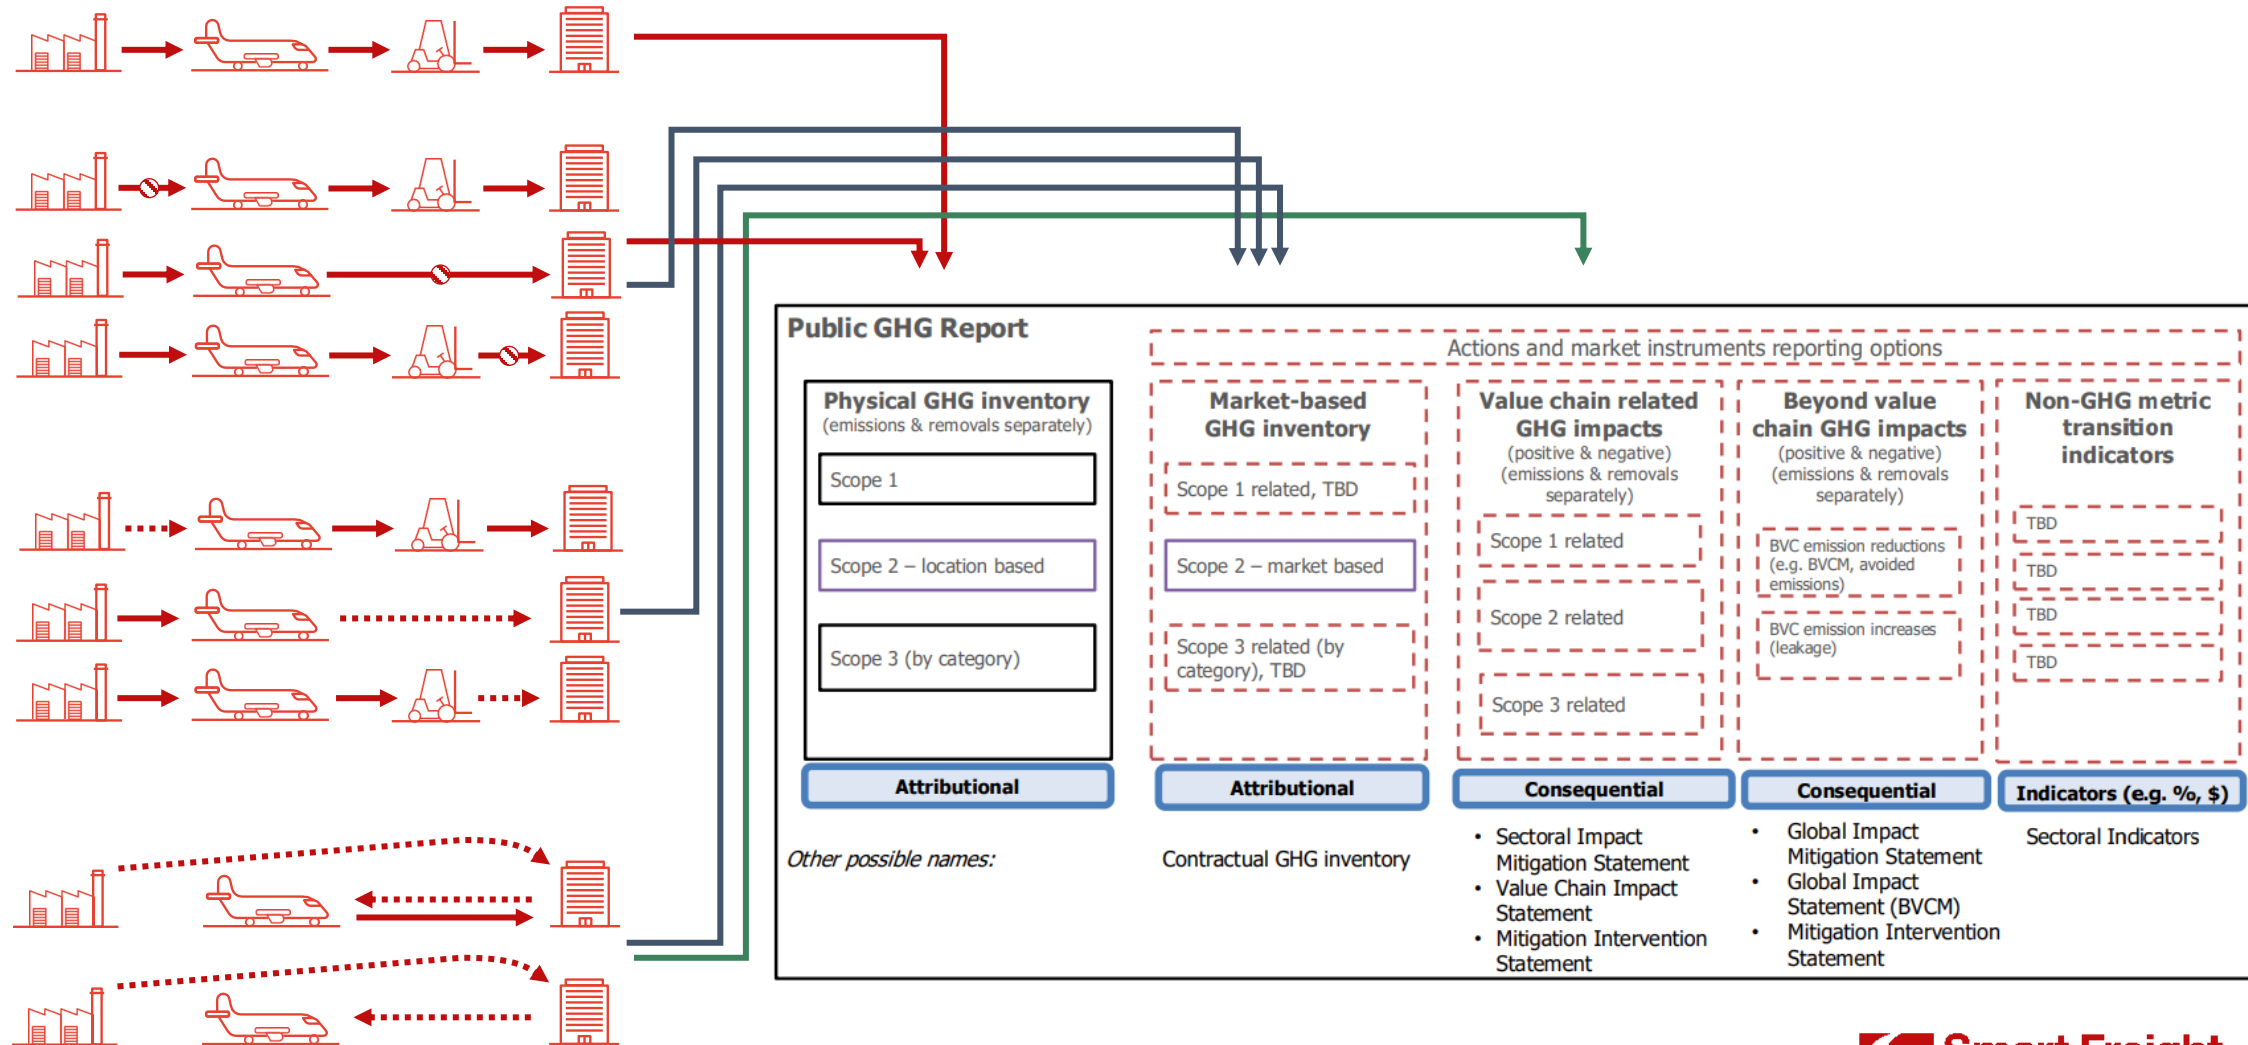 Public GHG Report
Actions and market instruments reporting options
Physical GHG inventory
(emissions & removals separately)
Scope 1
Scope 2 – location based
Scope 3 (by category)
Attributional
Market-based
GHG inventory
Scope 1 related, TBD
Scope 2 – market based
Scope 3 related (by
category), TBD
Attributional
Value chain related
GHG impacts
(positive & negative)
(emissions & removals
separately)
Scope 1 related
Scope 2 related
Scope 3 related
Consequential
Beyond value
chain GHG impacts
(positive & negative)
(emissions & removals
separately)
BVC emission reductions
(e.g. BVCM, avoided
emissions)
BVC emission increases
(leakage)
Consequential
Non-GHG metric
transition
indicators
TBD
TBD
TBD
TBD
Indicators (e.g. %, $)
Other possible names:
Contractual GHG inventory
• Sectoral Impact
Mitigation Statement
• Value Chain Impact
Statement
• Mitigation Intervention
Statement
• Global Impact
Mitigation Statement
• Global Impact
Statement (BVCM)
• Mitigation Intervention
Statement
Sectoral Indicators
Smart Freight